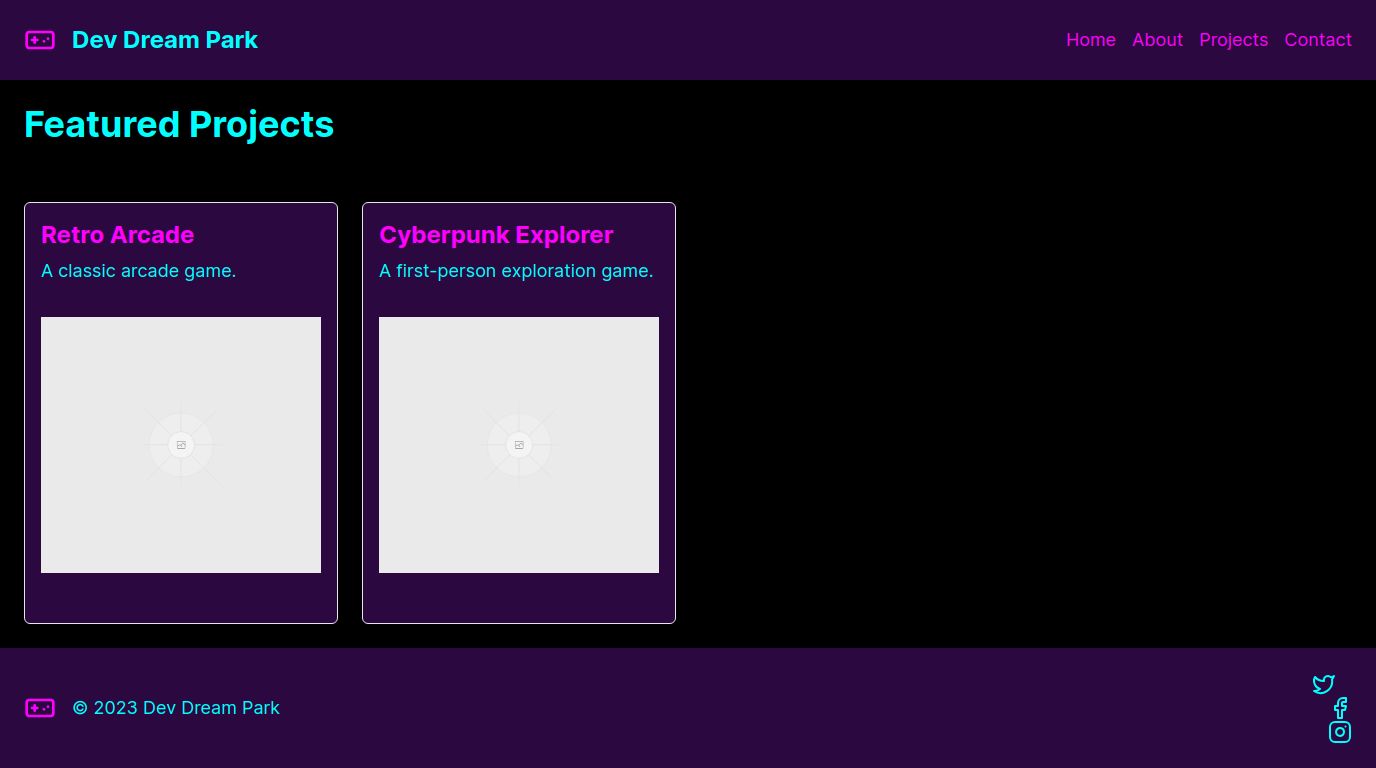 Dev Dream Park
Home About Projects Contact
Featured Projects
Retro Arcade
A classic arcade game.
Cyberpunk Explorer
A first-person exploration game.
© 2023 Dev Dream Park